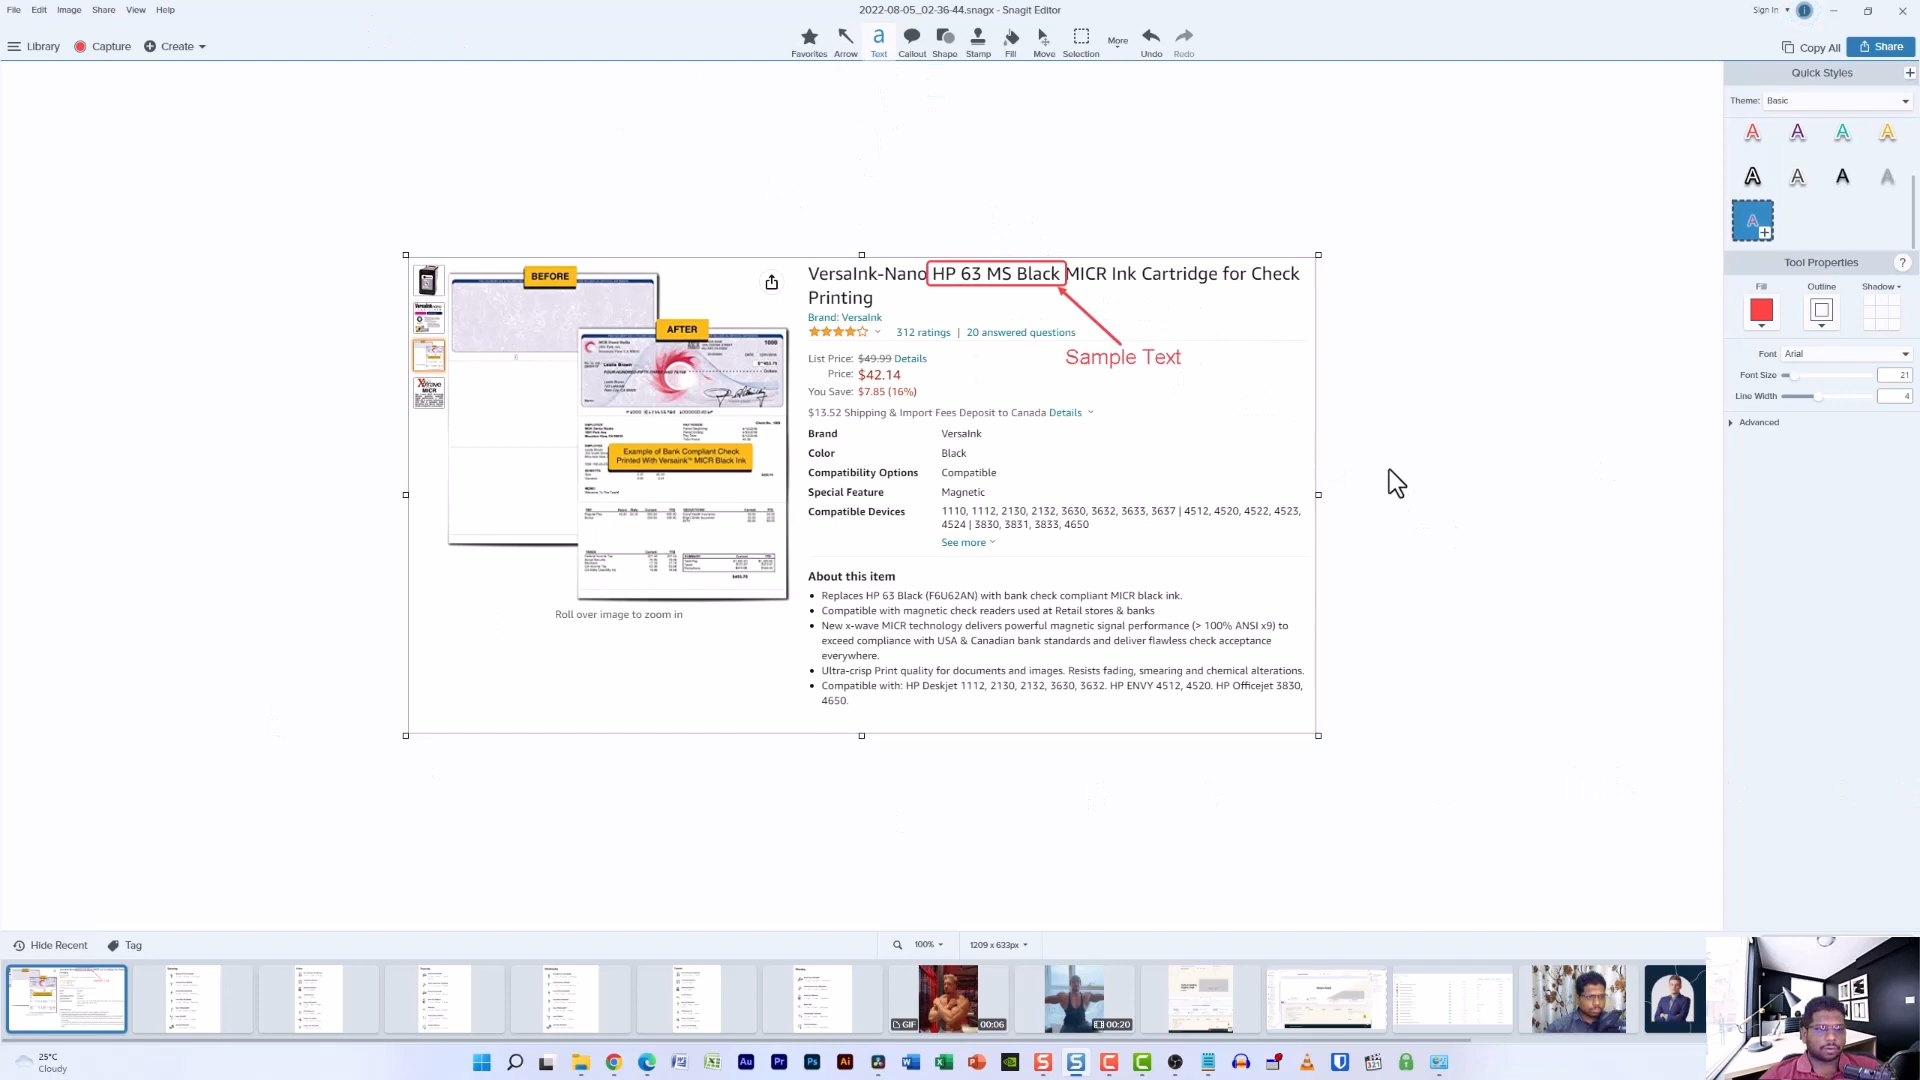 2022-08-05_02-36-44.snagx - Snagit Editor
File Edit Image Share View Help
Sign In
Library Capture Create
Favorites Arrow Text Callout Shape Stamp Fill Move Selection More Undo Redo
Copy All Share
Quick Styles
Theme: Basic
Tool Properties
Fill Outline Shadow
Font Arial
Font Size 21
Line Width 4
Advanced
BEFORE
AFTER
1000
Leslie Brown
Example of Bank Compliant Check
Printed With Versaink™ MICR Black Ink
Roll over image to zoom in
VersaInk-Nano HP 63 MS Black MICR Ink Cartridge for Check
Printing
Brand: VersaInk
312 ratings | 20 answered questions
Sample Text
List Price: $49.99 Details
Price: $42.14
You Save: $7.85 (16%)
$13.52 Shipping & Import Fees Deposit to Canada Details
Brand VersaInk
Color Black
Compatibility Options Compatible
Special Feature Magnetic
Compatible Devices 1110, 1112, 2130, 2132, 3630, 3632, 3633, 3637 | 4512, 4520, 4522, 4523,
4524 | 3830, 3831, 3833, 4650
See more
About this item
Replaces HP 63 Black (F6U62AN) with bank check compliant MICR black ink.
Compatible with magnetic check readers used at Retail stores & banks
New x-wave MICR technology delivers powerful magnetic signal performance (> 100% ANSI x9) to
exceed compliance with USA & Canadian bank standards and deliver flawless check acceptance
everywhere.
Ultra-crisp Print quality for documents and images. Resists fading, smearing and chemical alterations.
Compatible with: HP Deskjet 1112, 2130, 2132, 3630, 3632. HP ENVY 4512, 4520. HP Officejet 3830,
4650.
Hide Recent Tag
100% 1209 x 633px
GIF 00:06 00:20
25°C
Cloudy